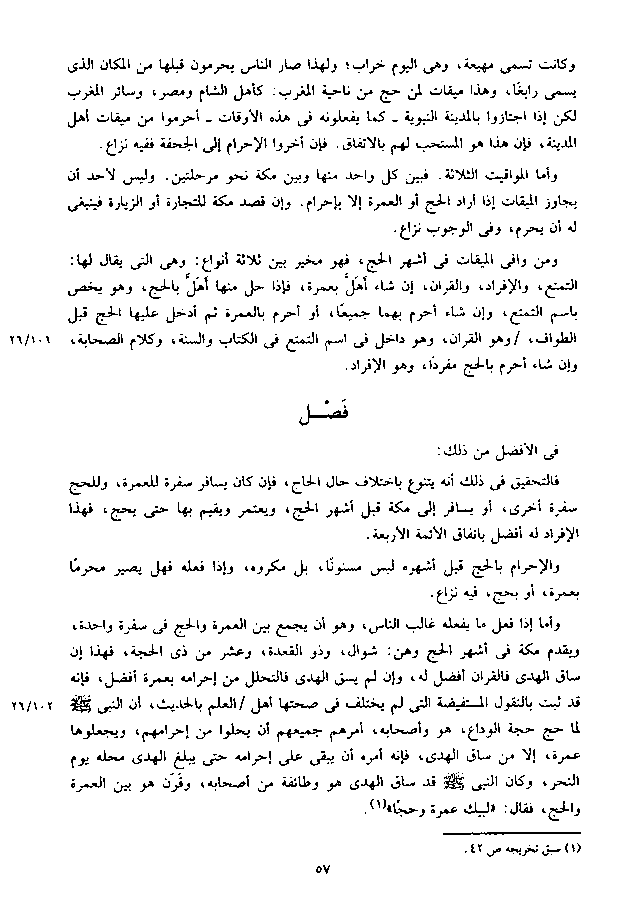 وكانت تسمى مهيعة، وهى اليوم خراب؛ ولهذا صار الناس يحرمون قبلها من المكان الذى
يسمى رابغًا، وهذا ميقات لمن حج من ناحية المغرب: كأهل الشام ومصر، وسائر المغرب
لكن إذا اجتازوا بالمدينة النبوية ـ كما يفعلونه فى هذه الأوقات ـ أحرموا من ميقات أهل
المدينة، فإن هذا هو المستحب لهم بالاتفاق. فإن أخروا الإحرام إلى الجحفة ففيه نزاع.
وأما المواقيت الثلاثة. فبين كل واحد منها وبين مكة نحو مرحلتين. وليس لأحد أن
يجاوز الميقات إذا أراد الحج أو العمرة إلا بإحرام. وإن قصد مكة للتجارة أو الزيارة فينبغى
له أن يحرم، وفى الوجوب نزاع.
ومن وافى الميقات فى أشهر الحج، فهو مخير بين ثلاثة أنواع: وهى التى يقال لها:
التمتع، والإفراد، والقران، إن شاء أهَلَّ بعمرة، فإذا حل منها أهَلَّ بالحج، وهو يخص
باسم التمتع، وإن شاء أحرم بهما جميعًا، أو أحرم بالعمرة ثم أدخل عليها الحج قبل
الطواف، /وهو القران، وهو داخل فى اسم التمتع فى الكتاب والسنة، وكلام الصحابة، ٢٦/١٠١
وإن شاء أحرم بالحج مفردًا، وهو الإفراد.
فَصْــل
فى الأفضل من ذلك:
فالتحقيق فى ذلك أنه يتنوع باختلاف حال الحاج، فإن كان يسافر سفرة للعمرة، وللحج
سفرة أخرى، أو يسافر إلى مكة قبل أشهر الحج، ويعتمر ويقيم بها حتى يحج، فهذا
الإفراد له أفضل باتفاق الأئمة الأربعة.
والإحرام بالحج قبل أشهره ليس مسنونًا، بل مكروه، وإذا فعله فهل يصير محرمًا
بعمرة، أو بحج، فيه نزاع.
وأما إذا فعل ما يفعله غالب الناس، وهو أن يجمع بين العمرة والحج فى سفرة واحدة،
ويقدم مكة فى أشهر الحج وهن: شوال، وذو القعدة، وعشر من ذى الحجة، فهذا إن
ساق الهدى فالقران أفضل له، وإن لم يسق الهدى فالتحلل من إحرامه بعمرة أفضل، فإنه
قد ثبت بالنقول المستفيضة التى لم يختلف فى صحتها أهل /العلم بالحديث، أن النبى ﷺ ٢٦/١٠٢
لما حج حجة الوداع، هو وأصحابه، أمرهم جميعهم أن يحلوا من إحرامهم، ويجعلوها
عمرة، إلا من ساق الهدى، فإنه أمره أن يبقى على إحرامه حتى يبلغ الهدى محله يوم
النحر، وكان النبى ﷺ قد ساق الهدى هو وطائفة من أصحابه، وقَرَن هو بين العمرة
والحج، فقال: «لبيك عمرة وحجًا»(١).
(١) سبق تخريجه ص ٤٢.
٥٧